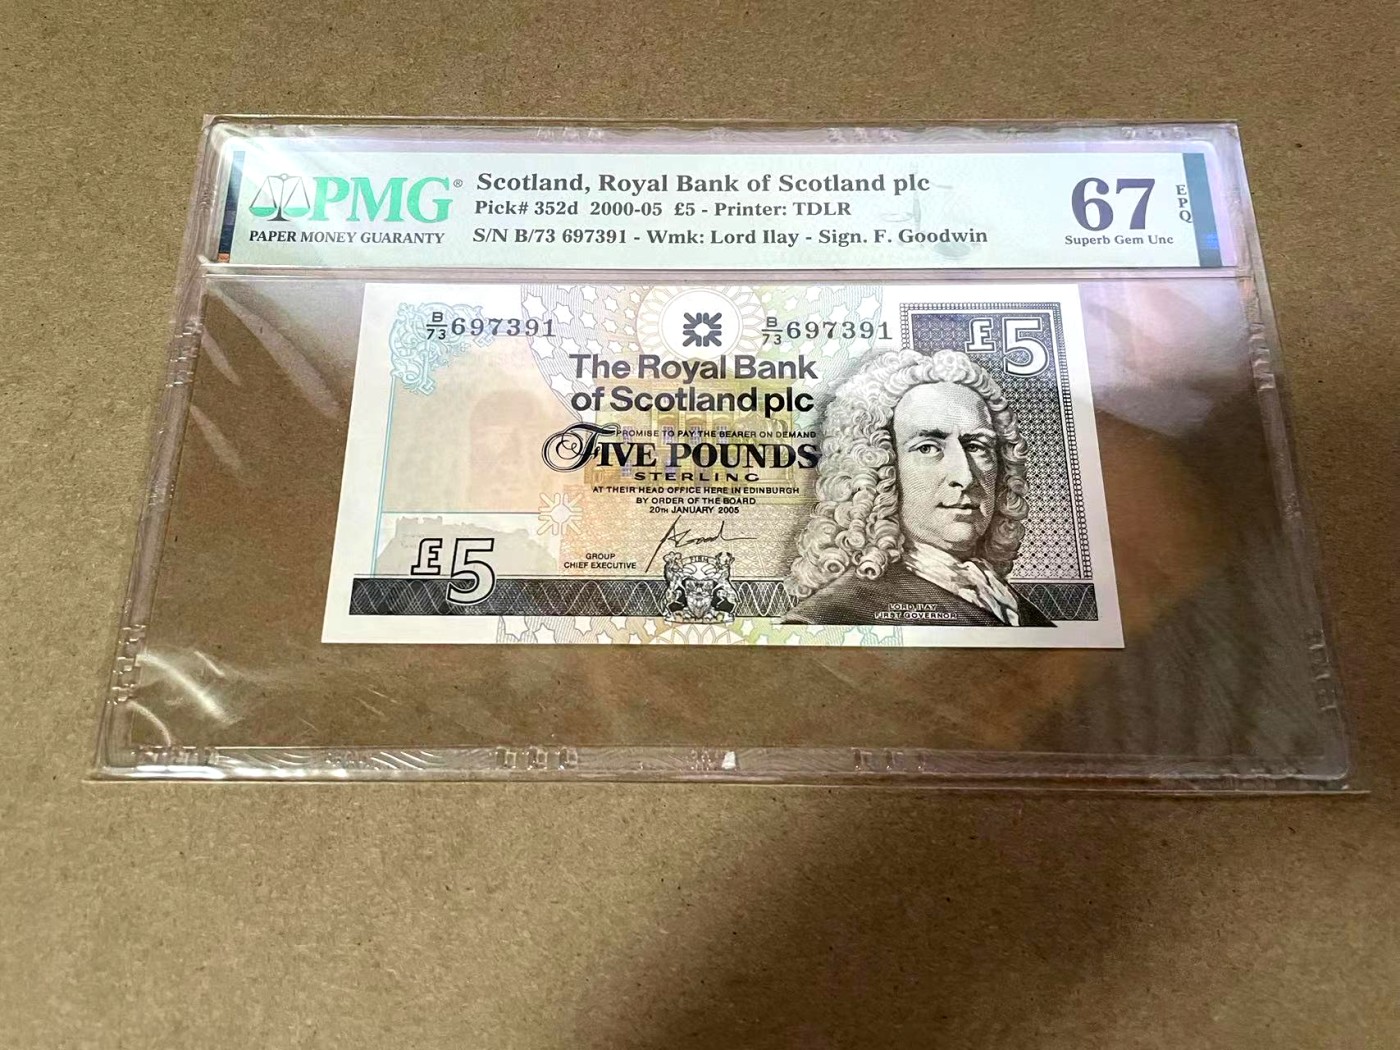 PMG®
PAPER MONEY GUARANTY
Scotland, Royal Bank of Scotland plc
Pick# 352d 2000-05 £5 - Printer: TDLR
S/N B/73 697391 - Wmk: Lord Ilay - Sign. F. Goodwin
67
EPQ
Superb Gem Unc
B/73 697391
B/73 697391
£5
The Royal Bank
of Scotland plc
PROMISE TO PAY THE BEARER ON DEMAND
FIVE POUNDS
STERLING
AT THEIR HEAD OFFICE HERE IN EDINBURGH
BY ORDER OF THE BOARD
20TH JANUARY 2005
GROUP
CHIEF EXECUTIVE
£5
LORD ILAY
FIRST GOVERNOR